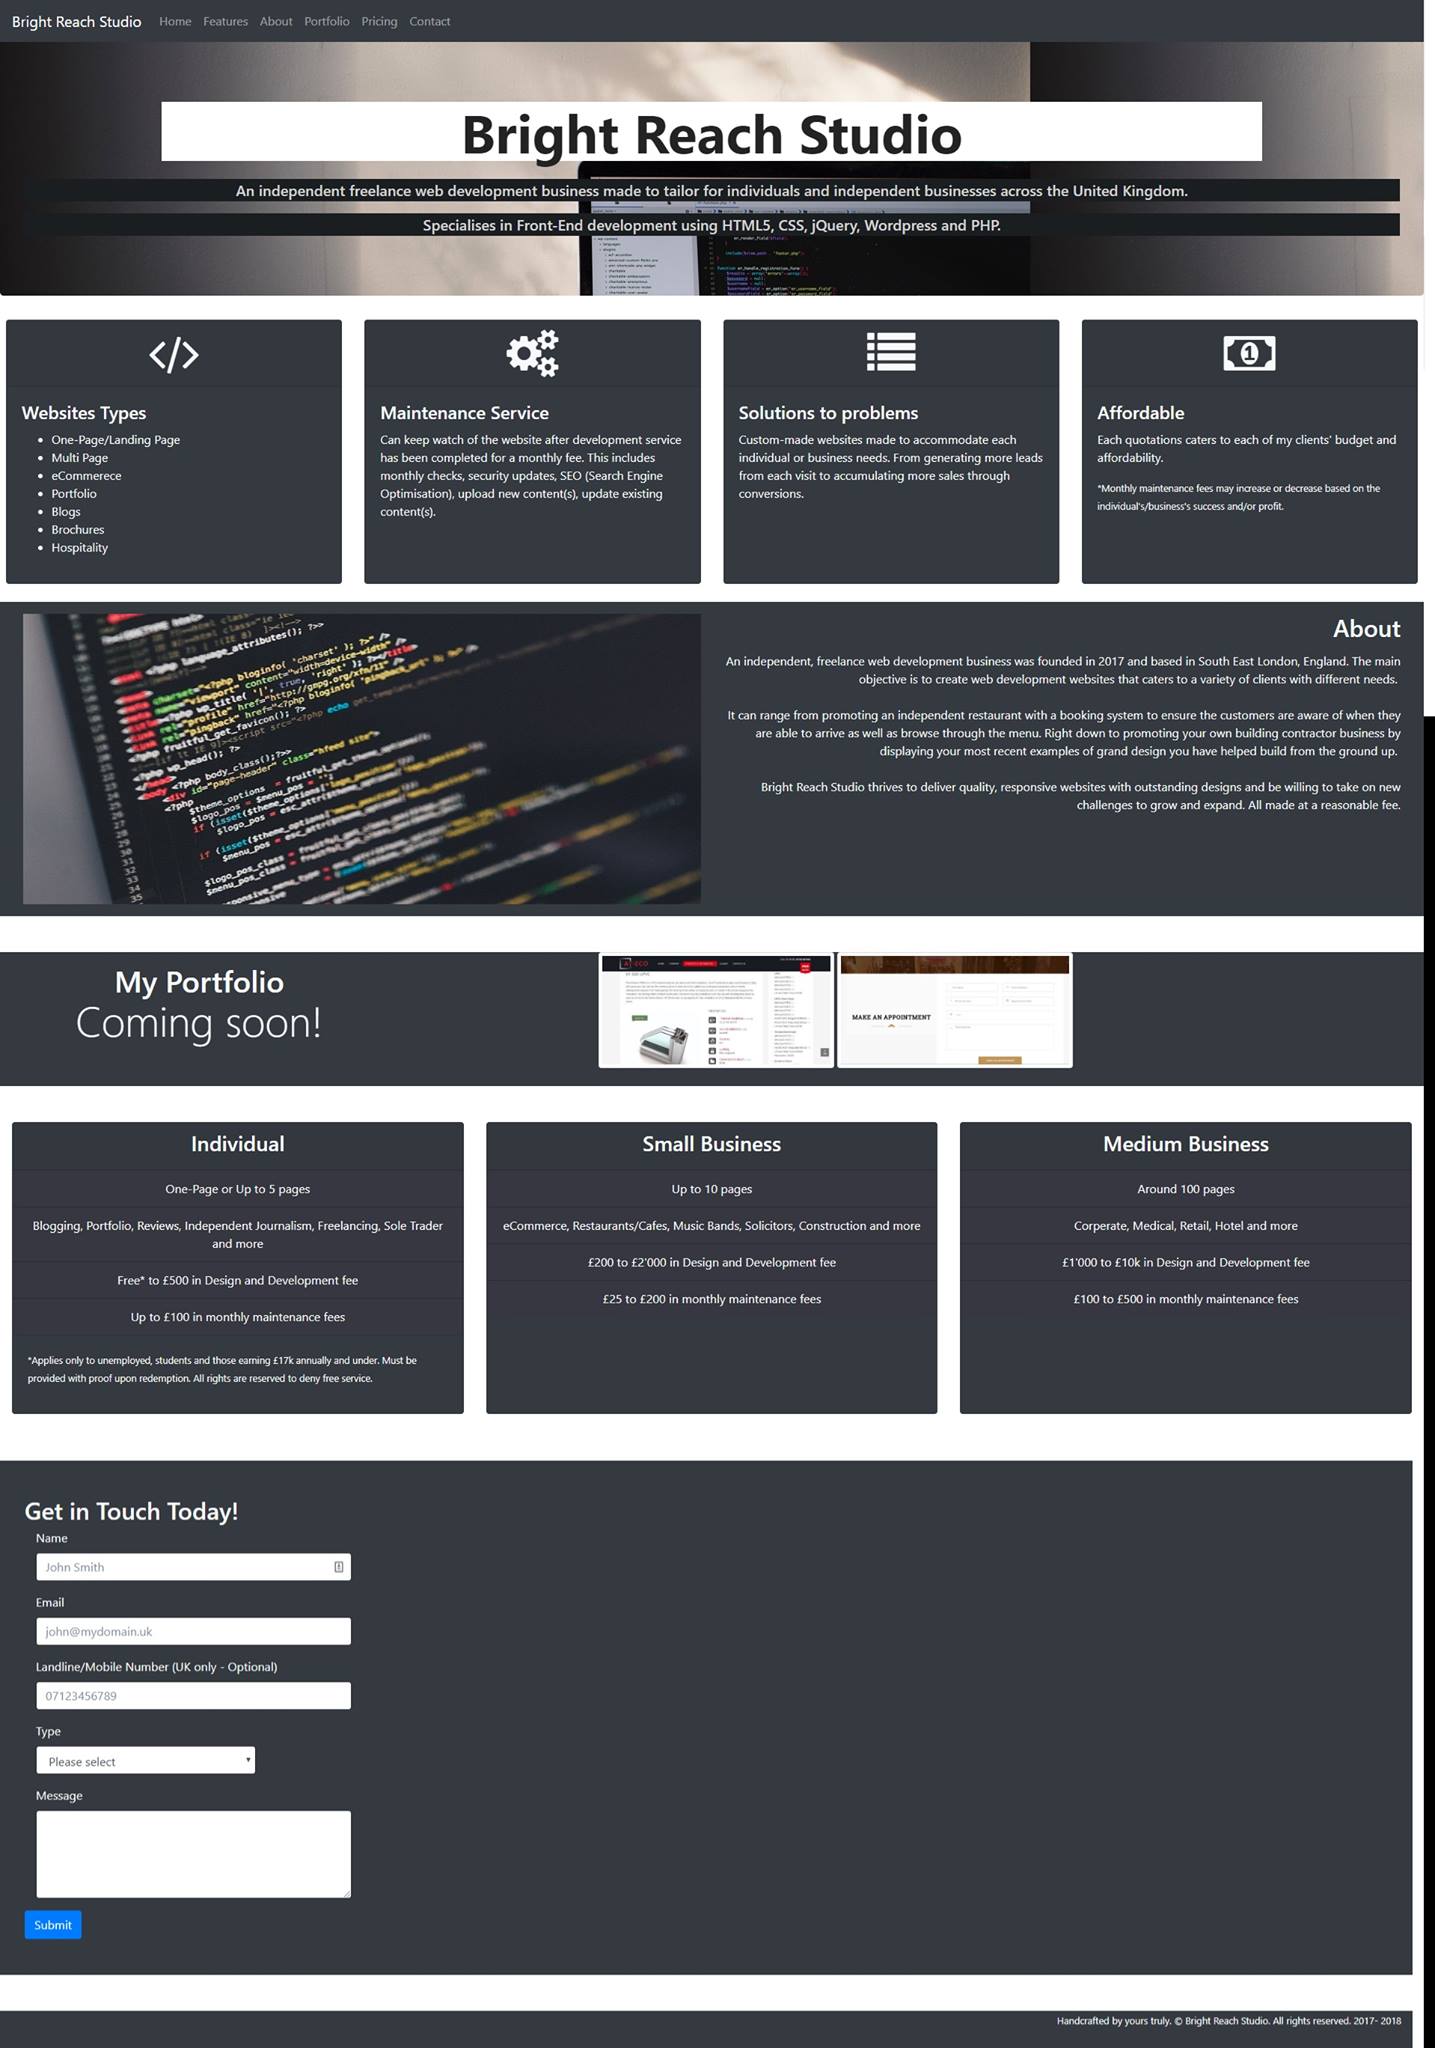 Bright Reach Studio Home Features About Portfolio Pricing Contact
Bright Reach Studio
An independent freelance web development business made to tailor for individuals and independent businesses across the United Kingdom.
Specialises in Front-End development using HTML5, CSS, jQuery, Wordpress and PHP.
Websites Types
One-Page/Landing Page
Multi Page
eCommerece
Portfolio
Blogs
Brochures
Hospitality
Maintenance Service
Can keep watch of the website after development service
has been completed for a monthly fee. This includes
monthly checks, security updates, SEO (Search Engine
Optimisation), upload new content(s), update existing
content(s).
Solutions to problems
Custom-made websites made to accommodate each
individual or business needs. From generating more leads
from each visit to accumulating more sales through
conversions.
1
Affordable
Each quotations caters to each of my clients' budget and
affordability.
*Monthly maintenance fees may increase or decrease based on the
individual's/business's success and/or profit.
About
An independent, freelance web development business was founded in 2017 and based in South East London, England. The main
objective is to create web development websites that caters to a variety of clients with different needs.
It can range from promoting an independent restaurant with a booking system to ensure the customers are aware of when they
are able to arrive as well as browse through the menu. Right down to promoting your own building contractor business by
displaying your most recent examples of grand design you have helped build from the ground up.
Bright Reach Studio thrives to deliver quality, responsive websites with outstanding designs and be willing to take on new
challenges to grow and expand. All made at a reasonable fee.
My Portfolio
Coming soon!
MAKE AN APPOINTMENT
Individual
One-Page or Up to 5 pages
Blogging, Portfolio, Reviews, Independent Journalism, Freelancing, Sole Trader
and more
Free* to £500 in Design and Development fee
Up to £100 in monthly maintenance fees
*Applies only to unemployed, students and those earning £17k annually and under. Must be
provided with proof upon redemption. All rights are reserved to deny free service.
Small Business
Up to 10 pages
eCommerce, Restaurants/Cafes, Music Bands, Solicitors, Construction and more
£200 to £2'000 in Design and Development fee
£25 to £200 in monthly maintenance fees
Medium Business
Around 100 pages
Corperate, Medical, Retail, Hotel and more
£1'000 to £10k in Design and Development fee
£100 to £500 in monthly maintenance fees
Get in Touch Today!
Name
John Smith
Email
john@mydomain.uk
Landline/Mobile Number (UK only - Optional)
07123456789
Type
Please select
Message
Submit
Handcrafted by yours truly. © Bright Reach Studio. All rights reserved. 2017- 2018